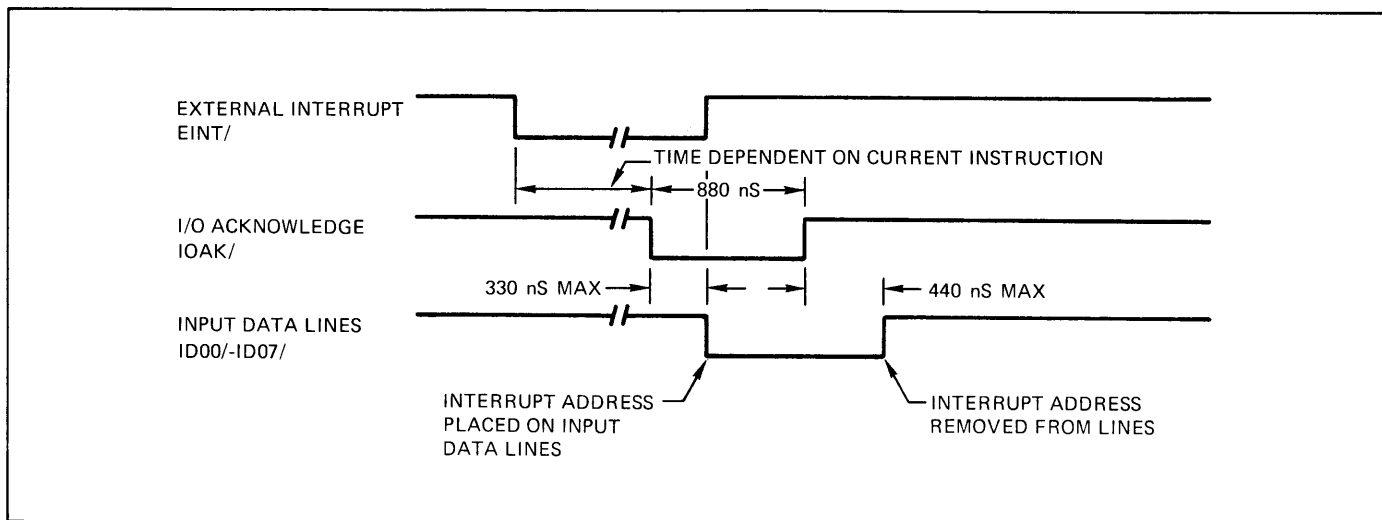 EXTERNAL INTERRUPT
EINT/
TIME DEPENDENT ON CURRENT INSTRUCTION
880 nS
I/O ACKNOWLEDGE
IOAK/
330 nS MAX
440 nS MAX
INPUT DATA LINES
ID00/-ID07/
INTERRUPT ADDRESS
PLACED ON INPUT
DATA LINES
INTERRUPT ADDRESS
REMOVED FROM LINES